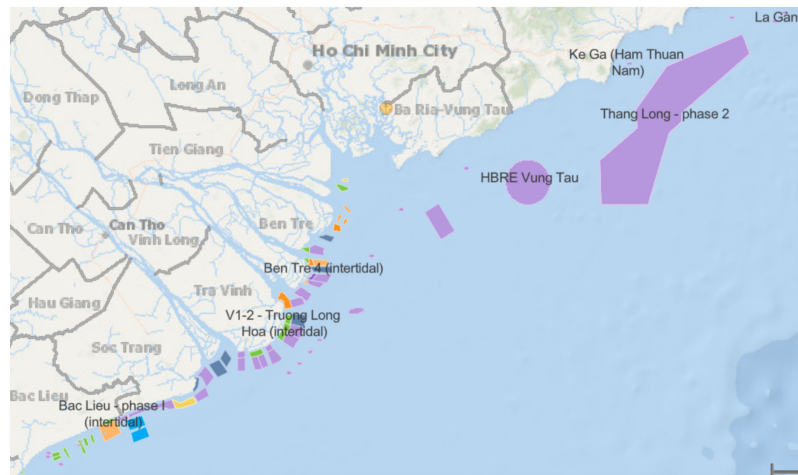 La Gàn
Ho Chi Minh City
Ke Ga (Ham Thuan
Nam)
Long An
Dong Thap
Ba Ria-Vung Tau
Thang Long - phase 2
Tien Giang
HBRE Vung Tau
Can Tho
Can Tho
Ben Tre
Vinh Long
Ben Tre 4 (intertidal)
Tra Vinh
Hau Giang
V1-2 - Truong Long
Hoa (intertidal)
Soc Trang
Bac Lieu
Bac Lieu - phase I
(intertidal)